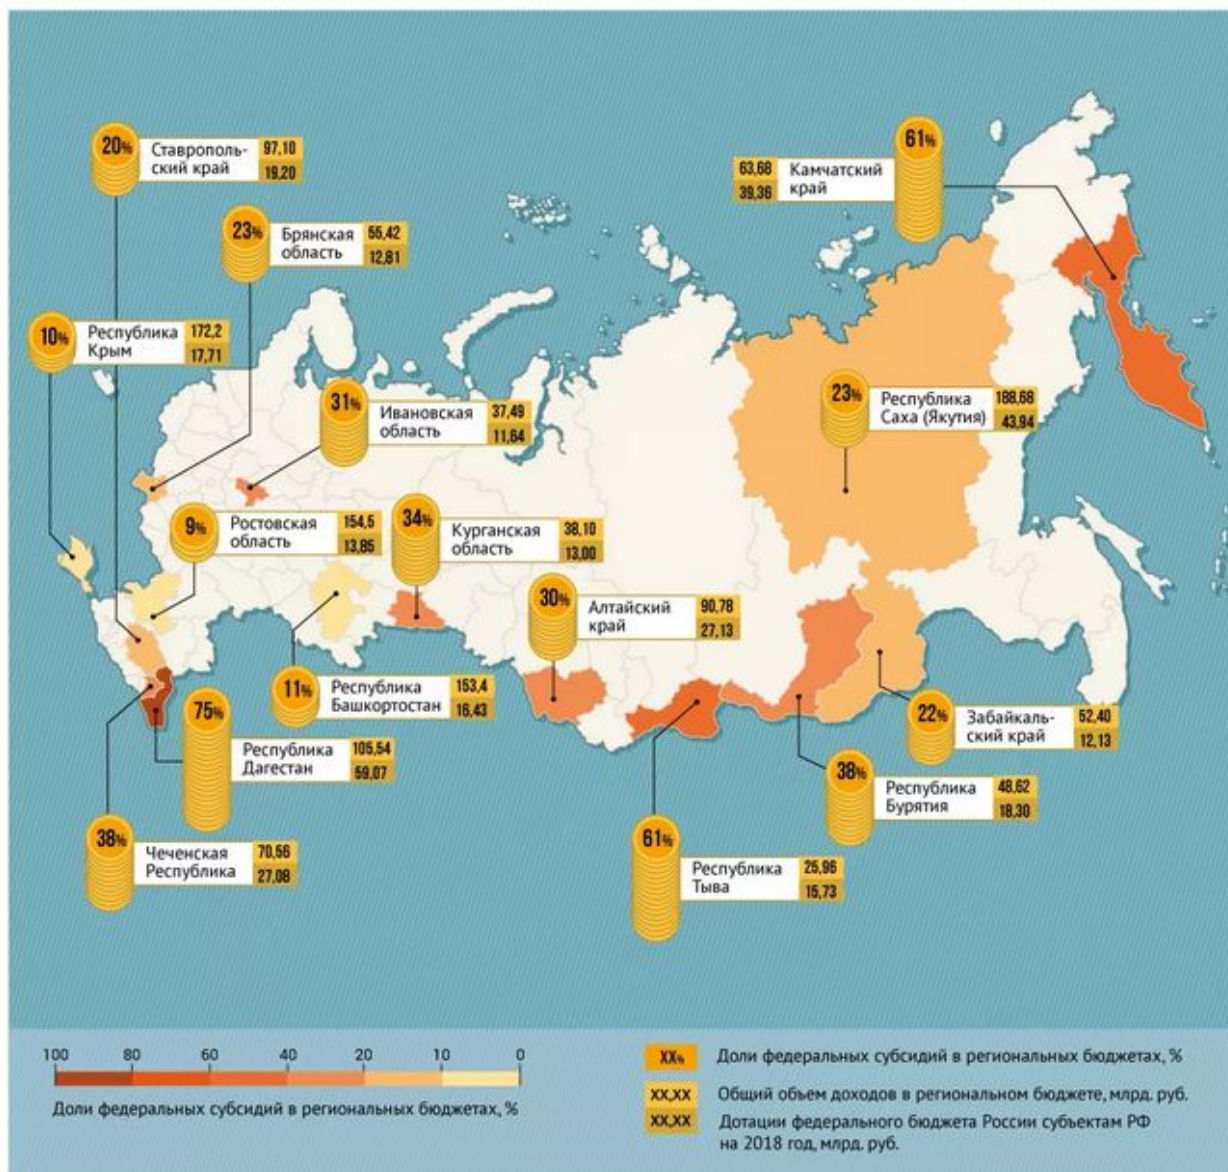 20%
Ставрополь-
ский край
97,10
19,20
61%
63,68
39,36
Камчатский
край
23%
Брянская
область
55,42
12,81
10%
Республика
Крым
172,2
17,71
31%
Ивановская
область
37,49
11,64
23%
Республика
Саха (Якутия)
188,68
43,94
9%
Ростовская
область
154,5
13,85
34%
Курганская
область
38,10
13,00
30%
Алтайский
край
90,78
27,13
11%
Республика
Башкортостан
153,4
16,43
75%
Республика
Дагестан
105,54
59,07
22%
Забайкаль-
ский край
52,40
12,13
38%
Республика
Бурятия
48,62
18,30
38%
Чеченская
Республика
70,56
27,08
61%
Республика
Тыва
25,96
15,73
100 80 60 40 20 10 0
Доли федеральных субсидий в региональных бюджетах, %
XX% Доли федеральных субсидий в региональных бюджетах, %
XX,XX Общий объем доходов в региональном бюджете, млрд. руб.
XX,XX Дотации федерального бюджета России субъектам РФ
на 2018 год, млрд. руб.